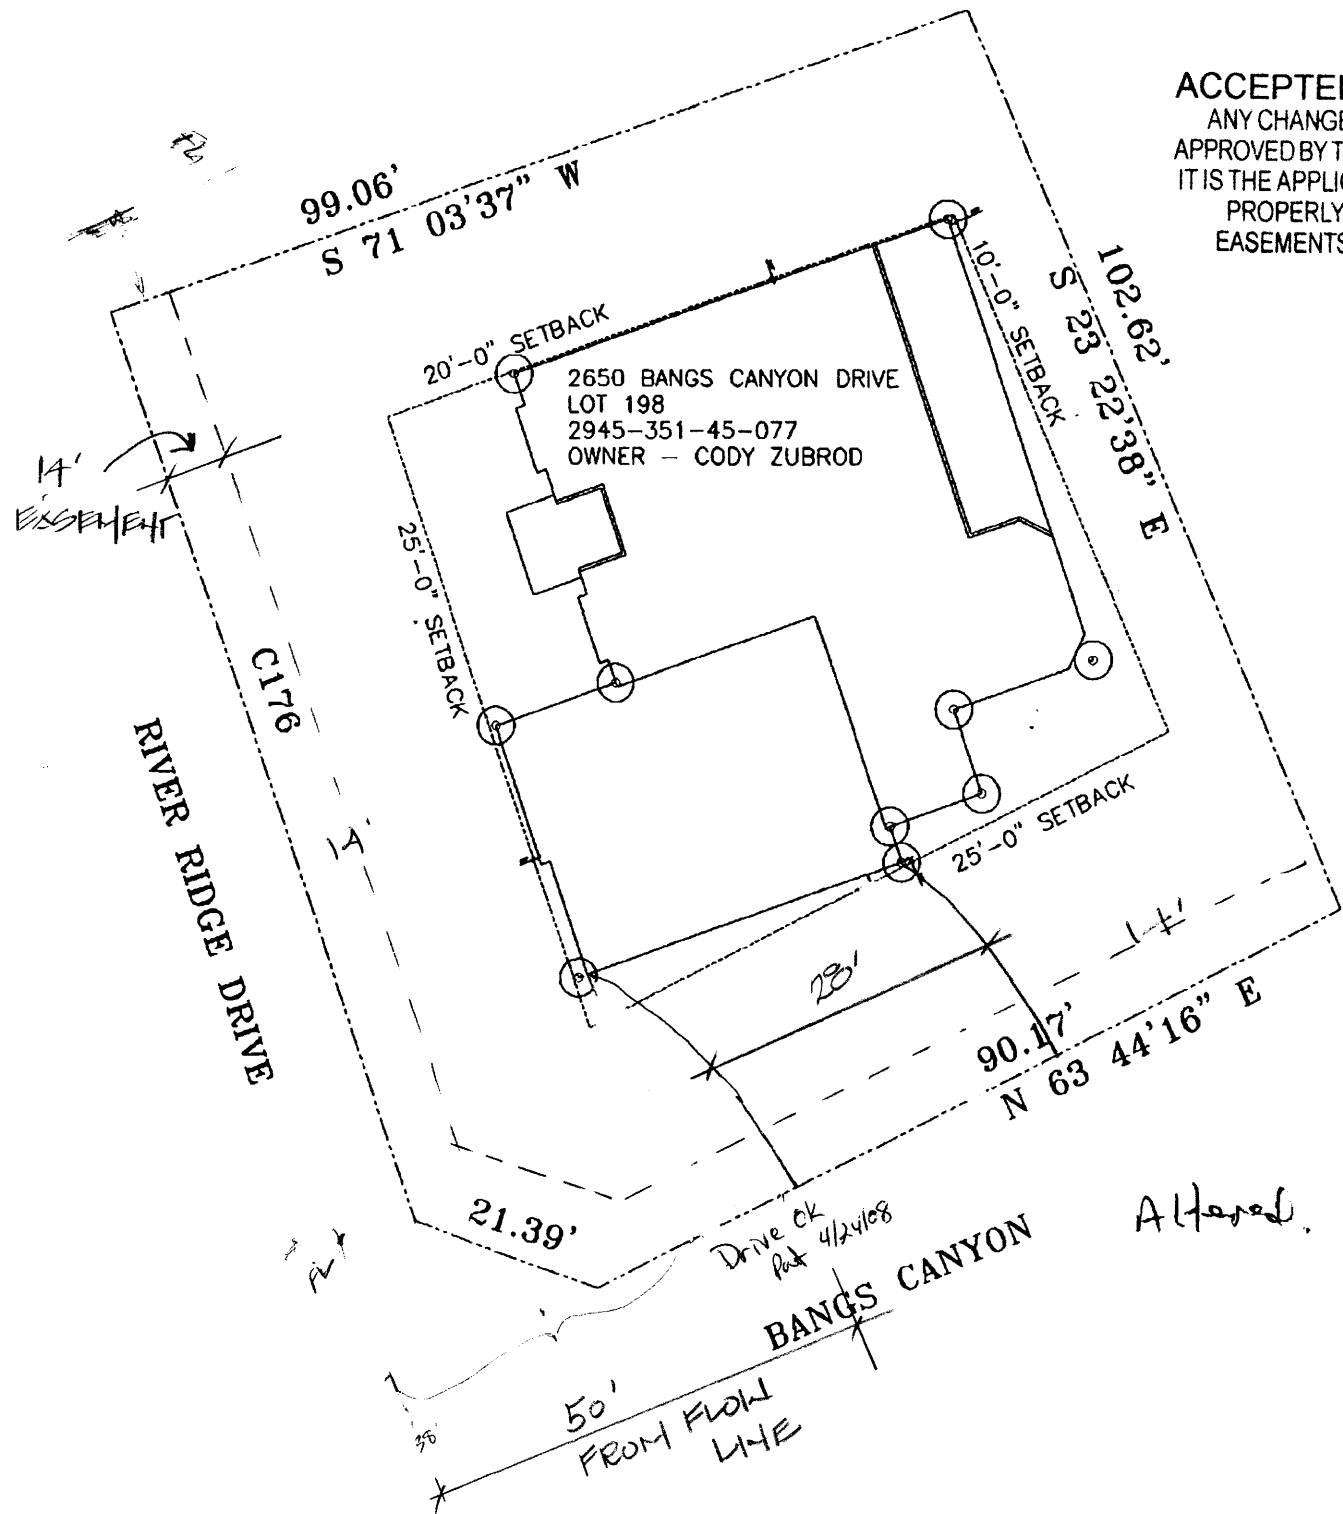 ACCEPTE
ANY CHANGE
APPROVED BY T
IT IS THE APPLI
PROPERLY
EASEMENTS
99.06'
S 71 03'37" W
102.62'
S 23 22'38" E
20'-0" SETBACK
10'-0" SETBACK
2650 BANGS CANYON DRIVE
LOT 198
2945-351-45-077
OWNER – CODY ZUBROD
14'
EASEMENT
25'-0" SETBACK
C176
RIVER RIDGE DRIVE
14'
25'-0" SETBACK
14'
28'
90.17'
N 63 44'16" E
21.39'
Drive OK
Pat 4/24/08
Altered.
BANGS CANYON
50'
FROM FLOW
LINE
38'